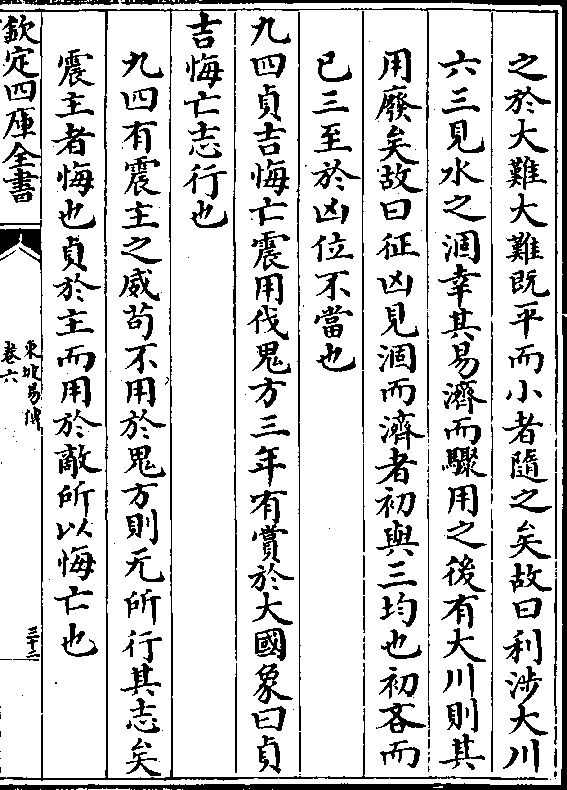 之於大難大難既平而小者隨之矣故曰利涉大川
六三見水之涸幸其易濟而驟用之後有大川則其
用廢矣故曰征凶見涸而濟者初與三均也初吝而
已三至於凶位不當也
九四貞吉悔亡震用伐鬼方三年有賞於大國象曰貞
吉悔亡志行也
九四有震主之威苟不用於鬼方則无所行其志矣
震主者悔也貞於主而用於敵所以悔亡也
欽定四庫全書
東坡易傳
卷六
三十二